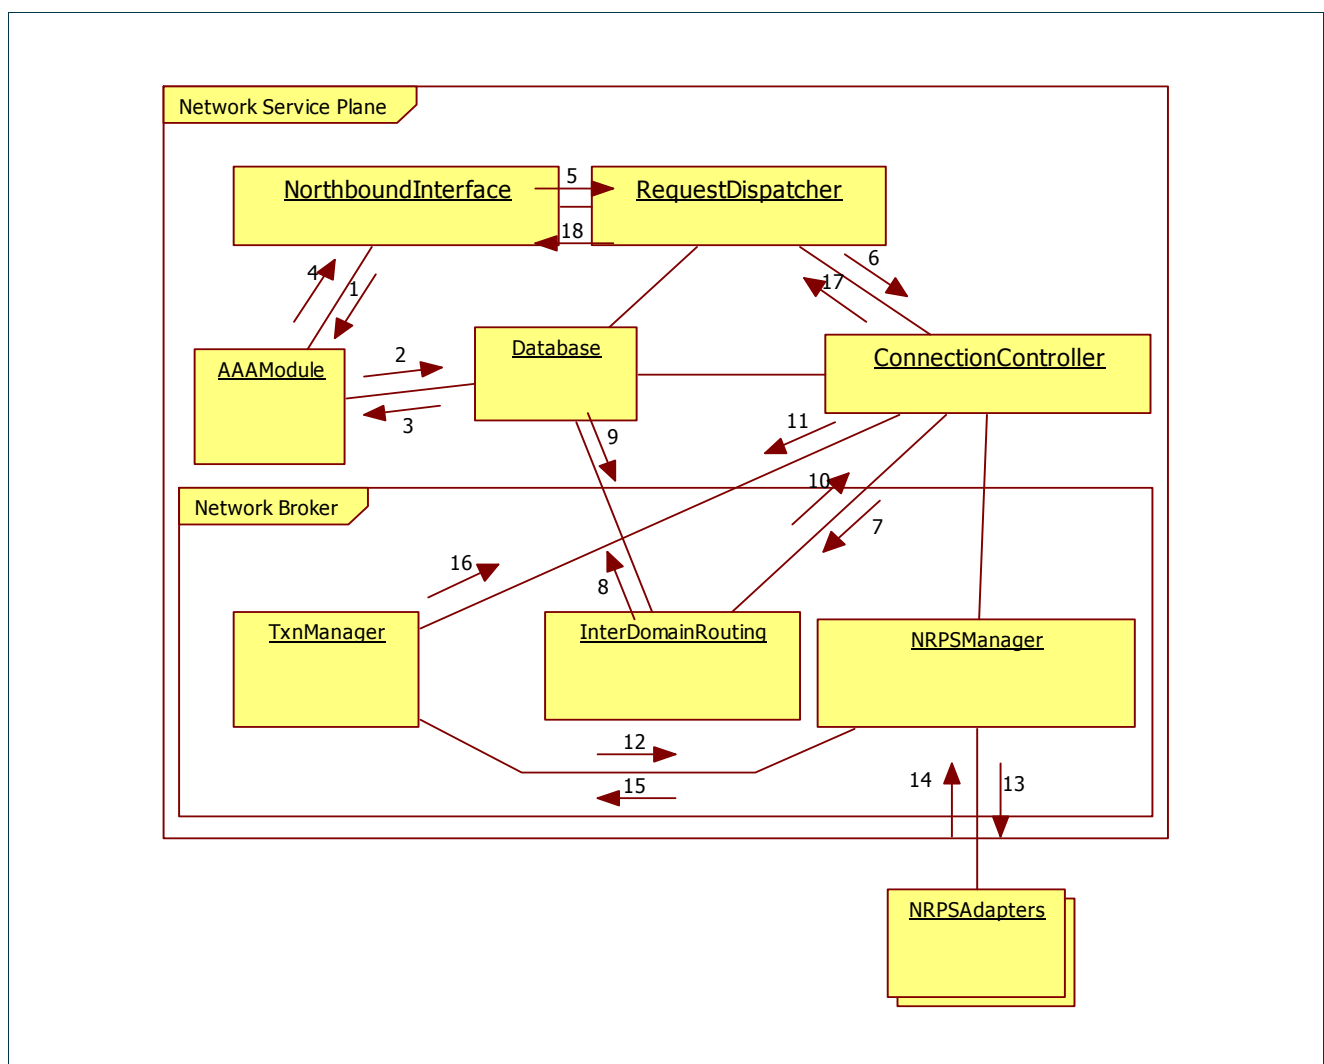 Network Service Plane
NorthboundInterface
5
RequestDispatcher
18
6
4
1
17
Database
2
ConnectionController
AAAModule
3
9
11
10
Network Broker
7
16
8
TxnManager
InterDomainRouting
NRPSManager
12
15
14
13
NRPSAdapters